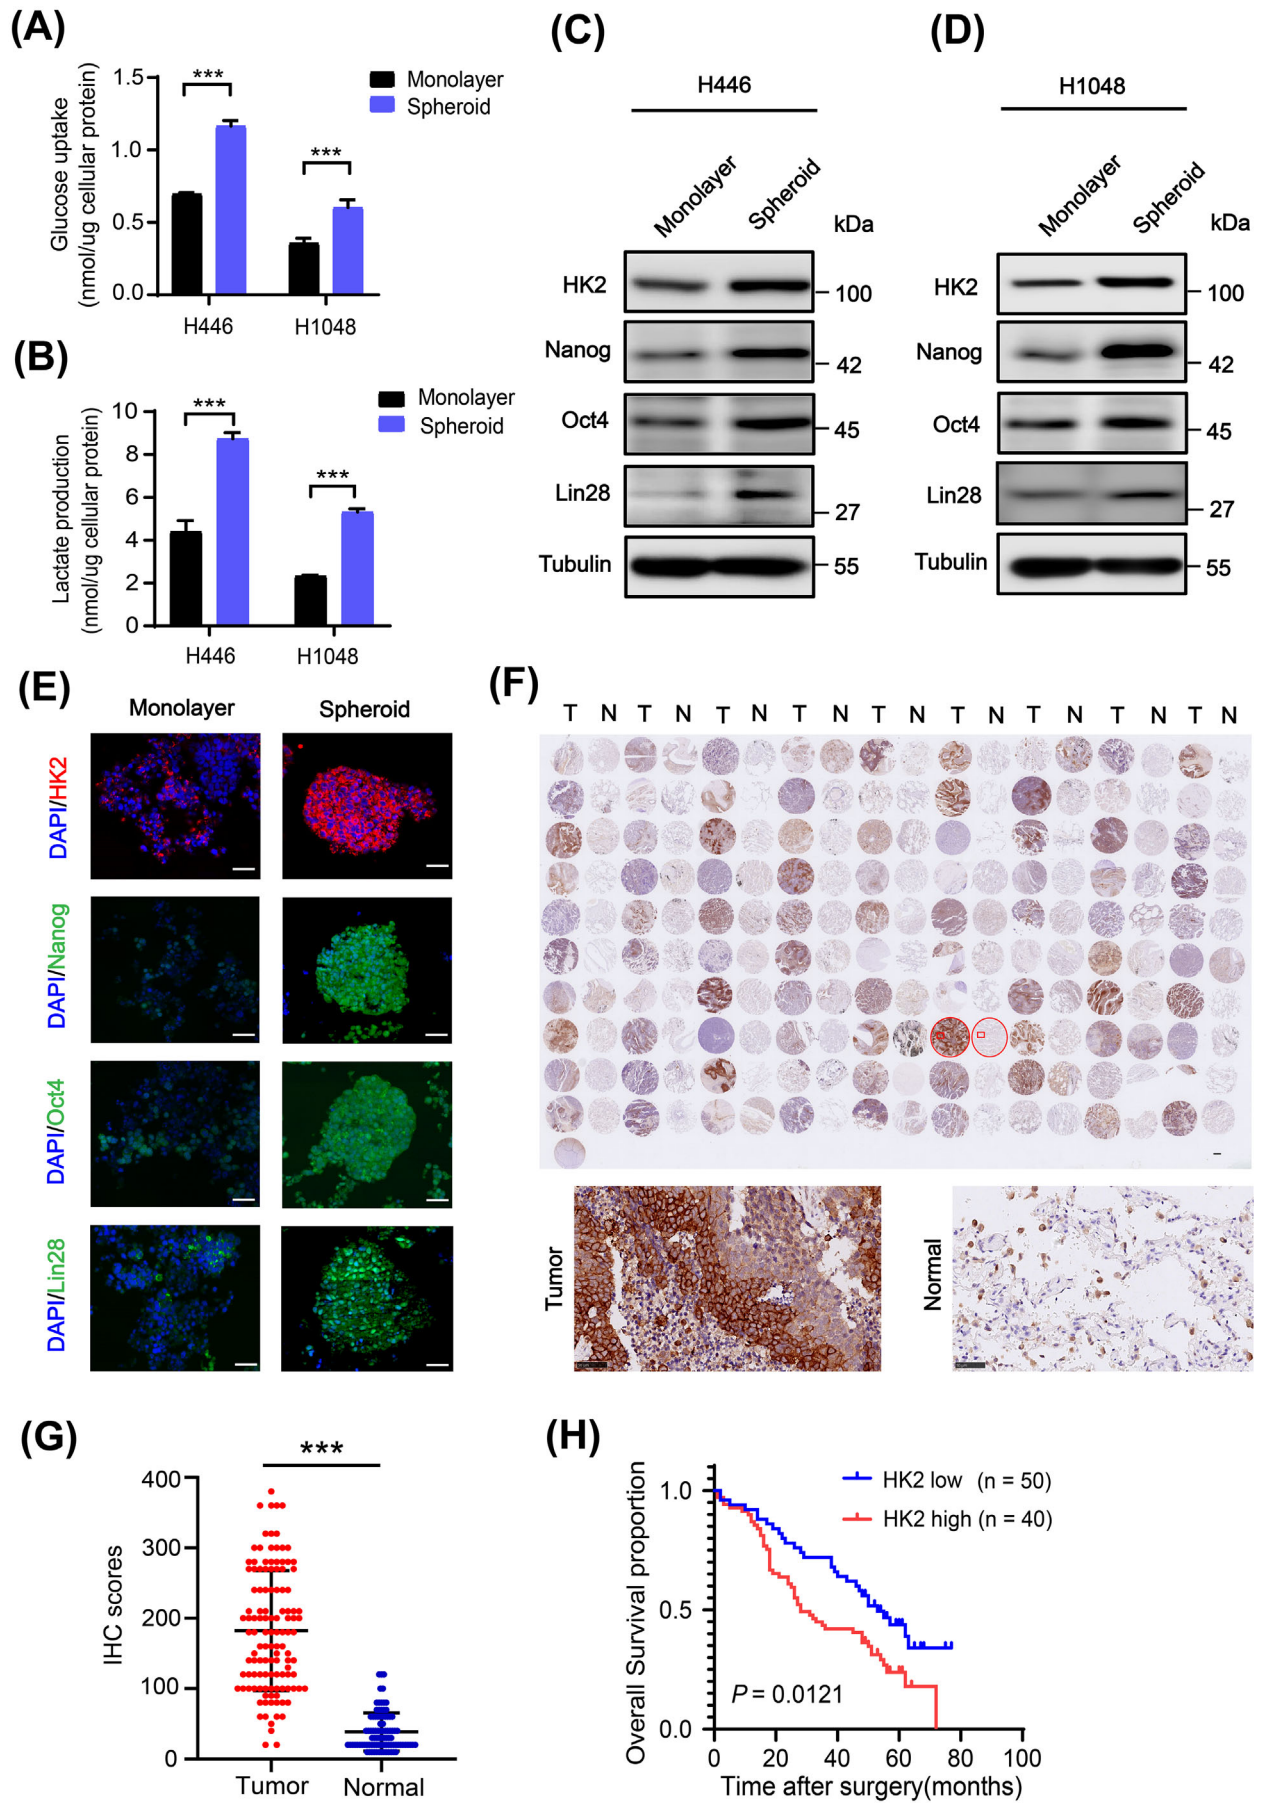 (A)
1.5
1.0
0.5
0.0
Glucose uptake
(nmol/ug cellular protein)
***
***
Monolayer
Spheroid
H446
H1048
(B)
10
8
6
4
2
0
Lactate production
(nmol/ug cellular protein)
***
***
Monolayer
Spheroid
H446
H1048
(C)
H446
Monolayer
Spheroid
kDa
HK2
100
Nanog
42
Oct4
45
Lin28
27
Tubulin
55
(D)
H1048
Monolayer
Spheroid
kDa
HK2
100
Nanog
42
Oct4
45
Lin28
27
Tubulin
55
(E)
Monolayer
Spheroid
DAPI/HK2
DAPI/Nanog
DAPI/Oct4
DAPI/Lin28
(F)
T N T N T N T N T N T N T N T N T N
Tumor
Normal
(G)
***
400
300
200
100
0
IHC scores
Tumor
Normal
(H)
HK2 low (n = 50)
HK2 high (n = 40)
1.0
0.5
0.0
Overall Survival proportion
P = 0.0121
0 20 40 60 80 100
Time after surgery(months)